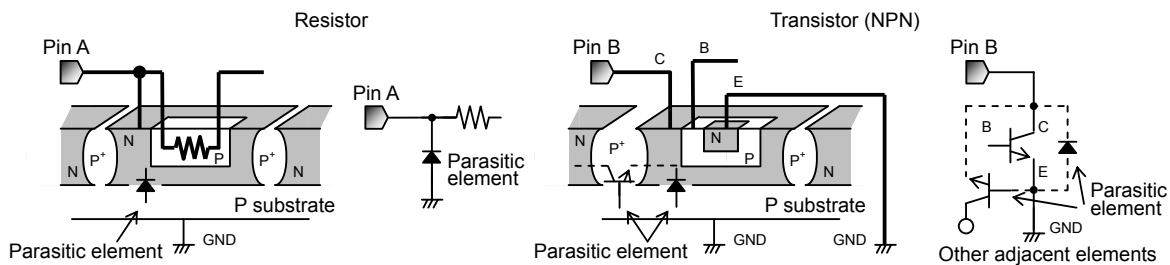 Resistor
Pin A
N
N
P+
P
P+
N
Parasitic element
P substrate
GND
Pin A
Parasitic
element
Transistor (NPN)
Pin B
C
B
E
N
N
P+
N
P
P+
N
Parasitic element
P substrate
GND
GND
Pin B
B
C
E
Parasitic
element
GND
Other adjacent elements